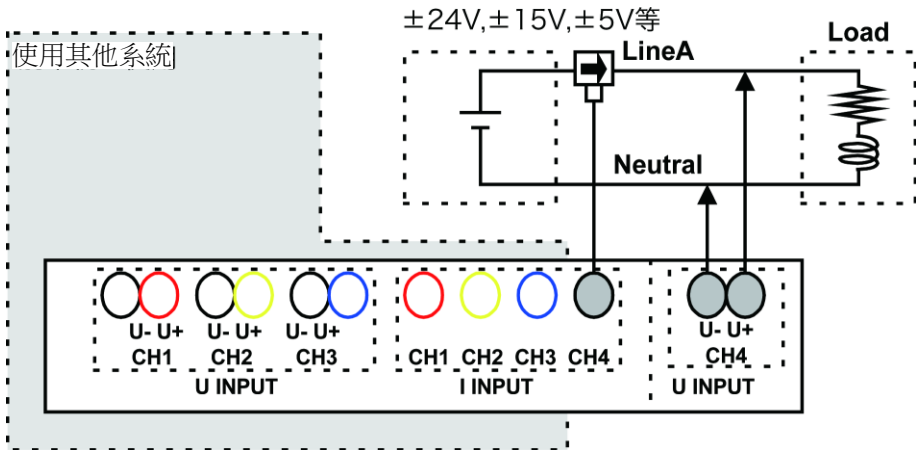 ±24V,±15V,±5V等
使用其他系統
LineA
Load
Neutral
U- U+ U- U+ U- U+ U- U+
CH1 CH2 CH3 CH1 CH2 CH3 CH4 CH4
U INPUT I INPUT U INPUT